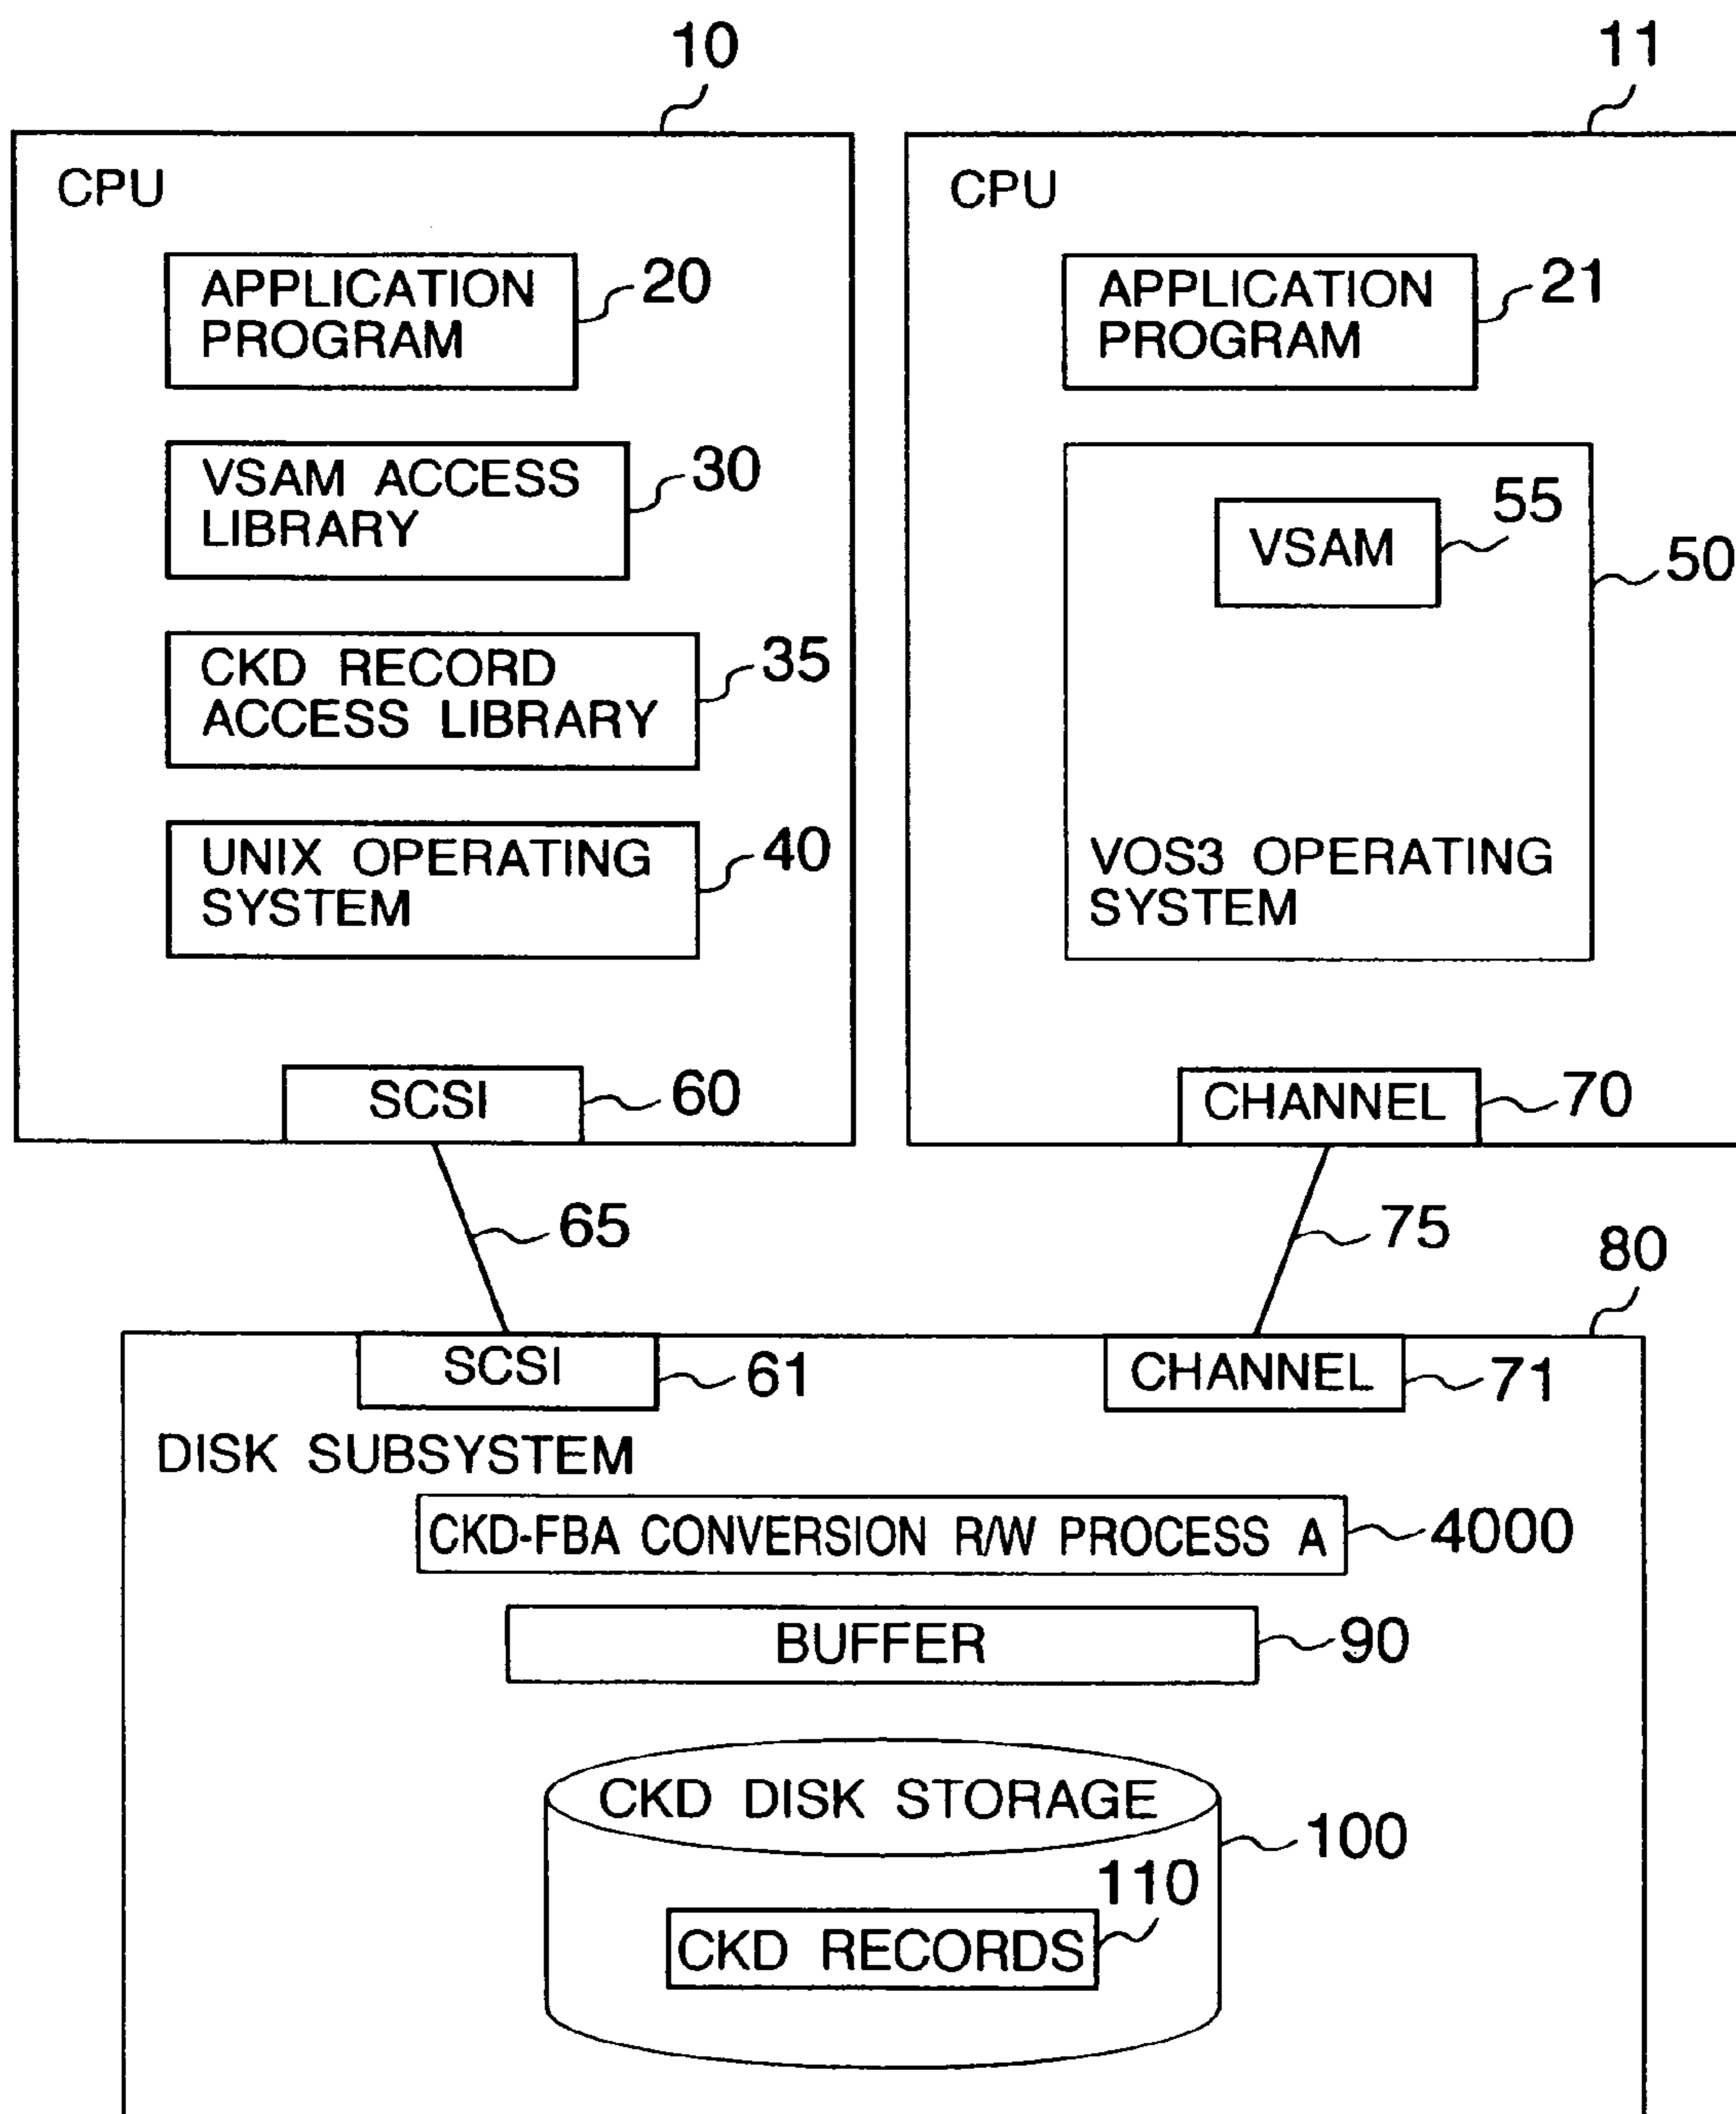 10
11
CPU
CPU
APPLICATION
PROGRAM
20
APPLICATION
PROGRAM
21
VSAM ACCESS
LIBRARY
30
VSAM
55
50
CKD RECORD
ACCESS LIBRARY
35
UNIX OPERATING
SYSTEM
40
VOS3 OPERATING
SYSTEM
SCSI
60
CHANNEL
70
65
75
80
SCSI
61
CHANNEL
71
DISK SUBSYSTEM
CKD-FBA CONVERSION R/W PROCESS A
4000
BUFFER
90
CKD DISK STORAGE
100
110
CKD RECORDS